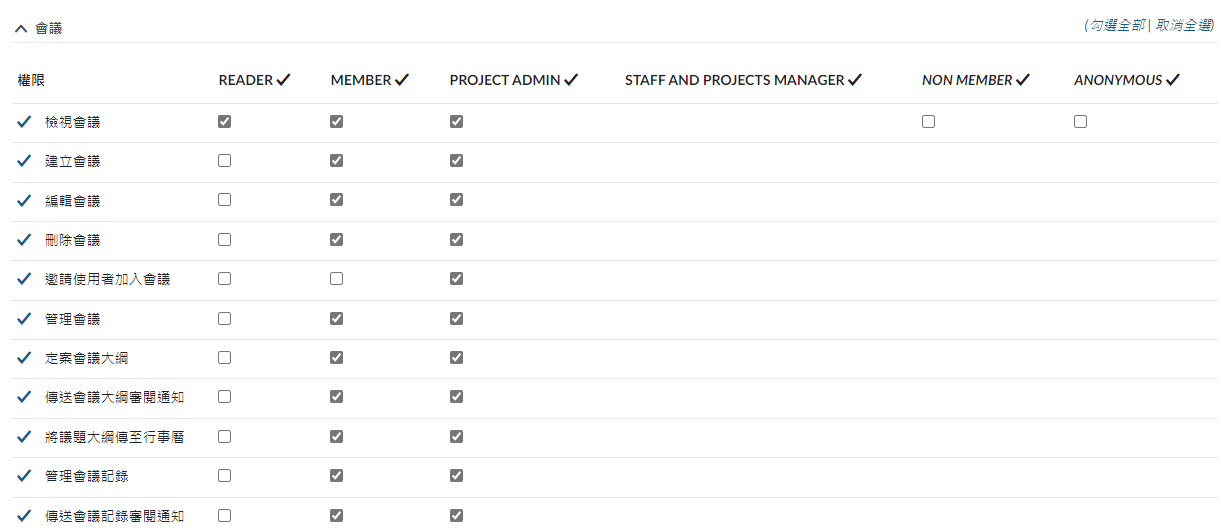 會議
(勾選全部 | 取消全選)
權限 READER MEMBER PROJECT ADMIN STAFF AND PROJECTS MANAGER NON MEMBER ANONYMOUS
檢視會議
建立會議
編輯會議
刪除會議
邀請使用者加入會議
管理會議
定案會議大綱
傳送會議大綱審閱通知
將議題大綱傳至行事曆
管理會議記錄
傳送會議記錄審閱通知